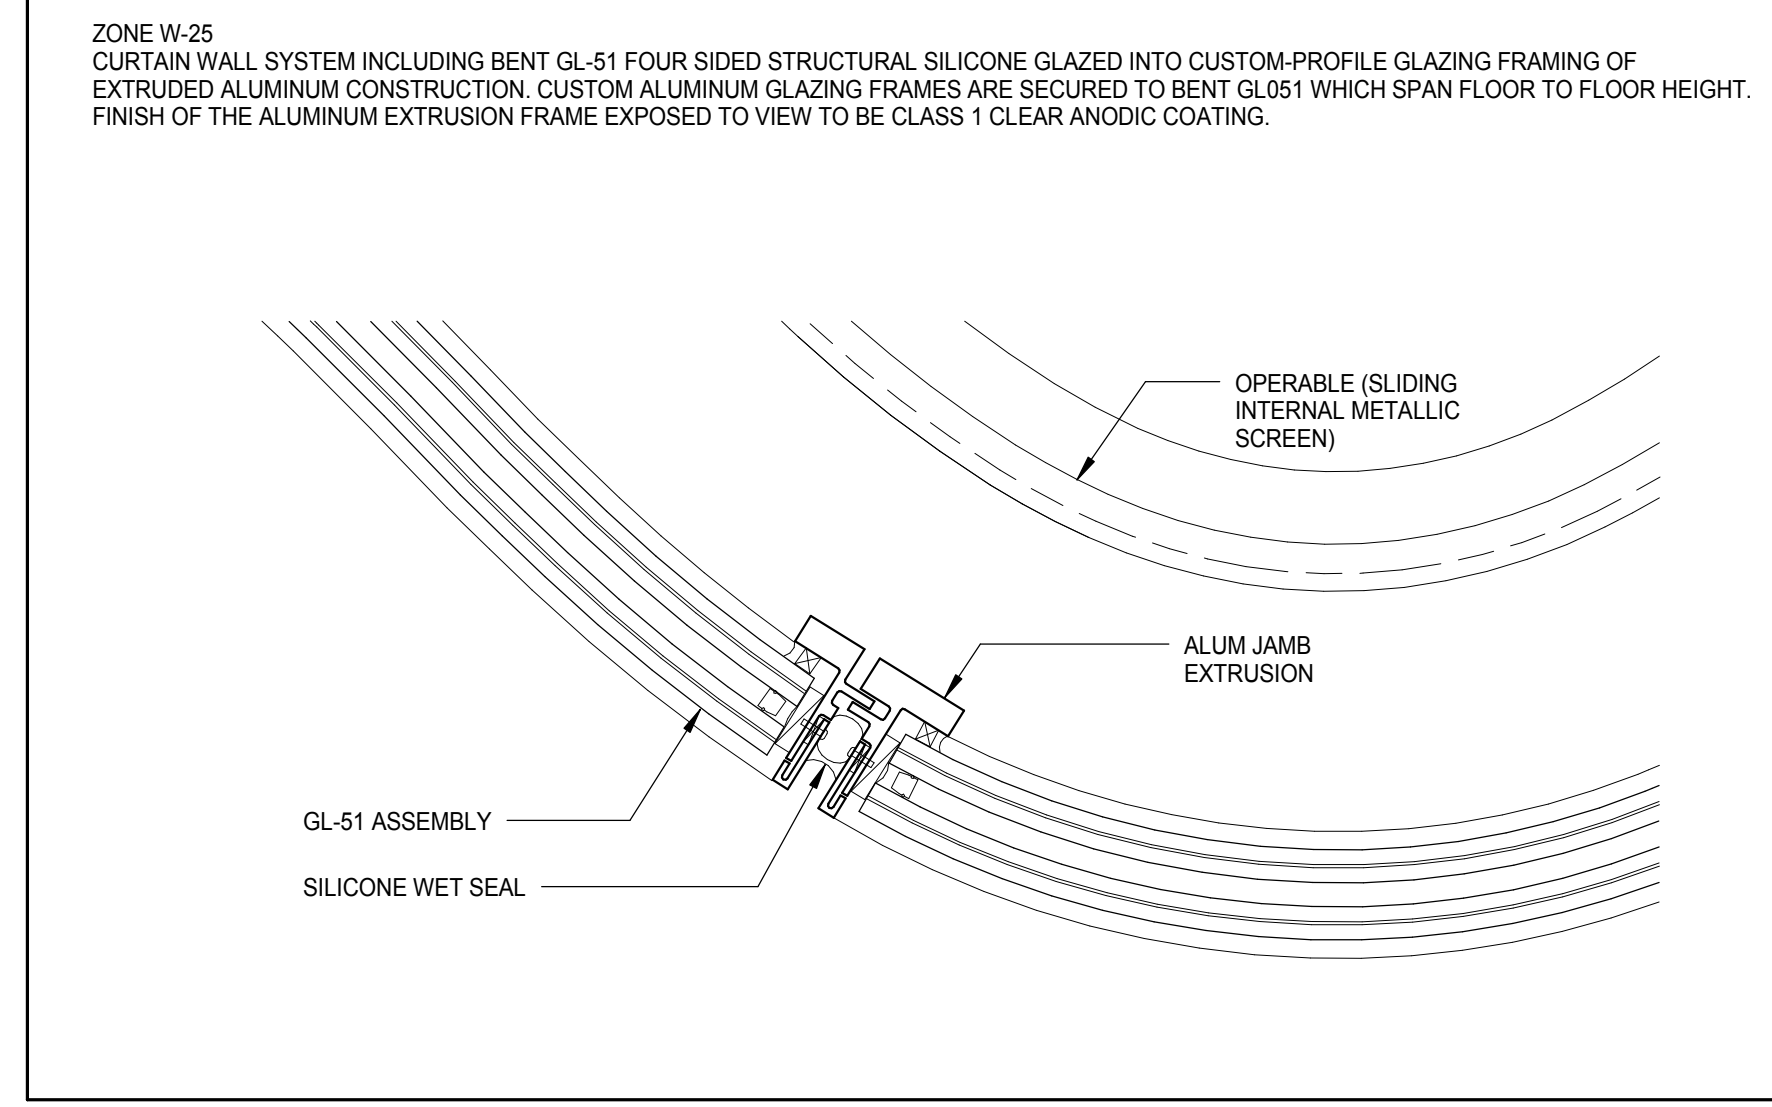 ZONE W-25
CURTAIN WALL SYSTEM INCLUDING BENT GL-51 FOUR SIDED STRUCTURAL SILICONE GLAZED INTO CUSTOM-PROFILE GLAZING FRAMING OF
EXTRUDED ALUMINUM CONSTRUCTION. CUSTOM ALUMINUM GLAZING FRAMES ARE SECURED TO BENT GL051 WHICH SPAN FLOOR TO FLOOR HEIGHT.
FINISH OF THE ALUMINUM EXTRUSION FRAME EXPOSED TO VIEW TO BE CLASS 1 CLEAR ANODIC COATING.
OPERABLE (SLIDING
INTERNAL METALLIC
SCREEN)
ALUM JAMB
EXTRUSION
GL-51 ASSEMBLY
SILICONE WET SEAL